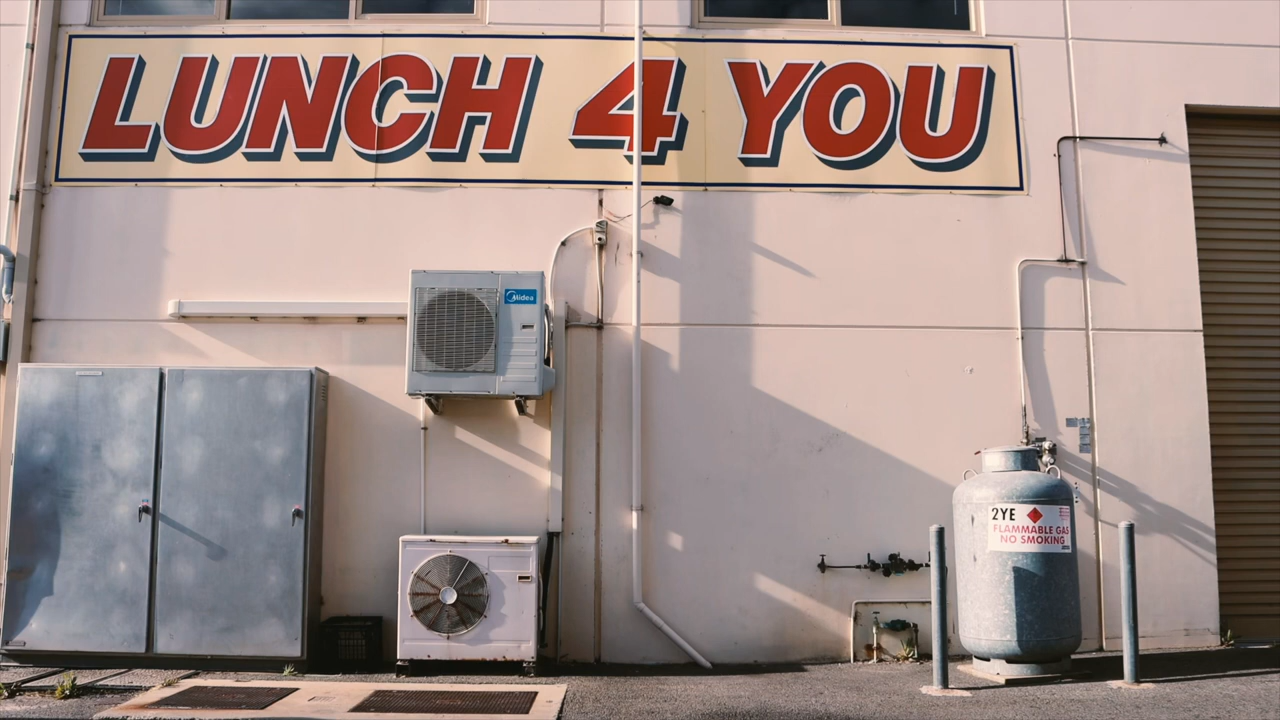 LUNCH 4 YOU
Midea
2YE
FLAMMABLE GAS
NO SMOKING